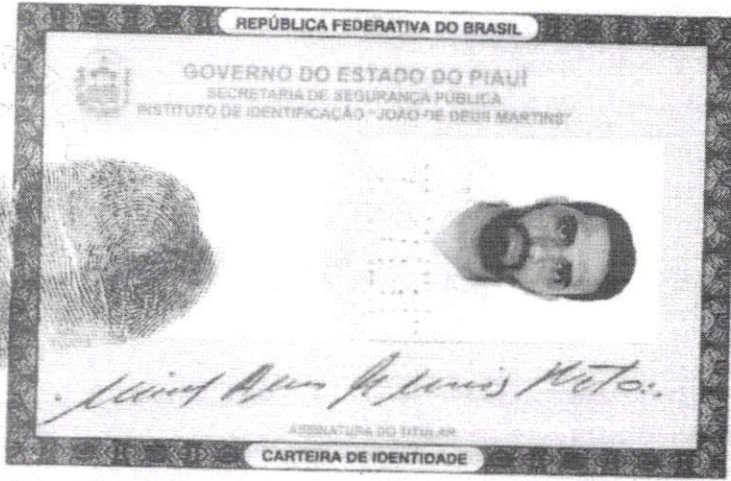 REPÚBLICA FEDERATIVA DO BRASIL
GOVERNO DO ESTADO DO PIAUÍ
SECRETARIA DE SEGURANÇA PÚBLICA
INSTITUTO DE IDENTIFICAÇÃO "JOÃO DE DEUS MARTINS"
Neto
ASSINATURA DO TITULAR
CARTEIRA DE IDENTIDADE